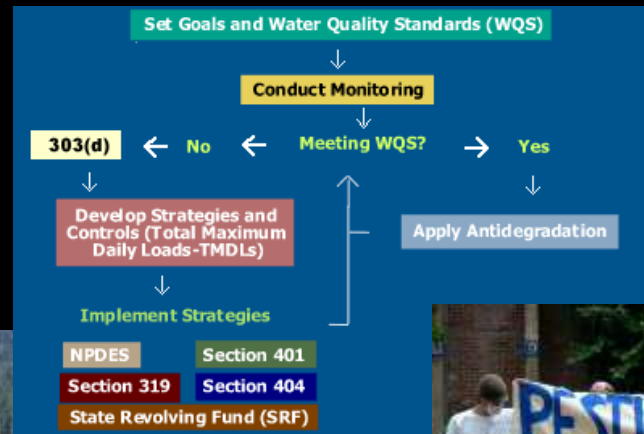 Set Goals and Water Quality Standards (WQS)
Conduct Monitoring
303(d)
No
Meeting WQS?
Yes
Develop Strategies and
Controls (Total Maximum
Daily Loads-TMDLs)
Apply Antidegradation
Implement Strategies
NPDES
Section 401
Section 319
Section 404
State Revolving Fund (SRF)